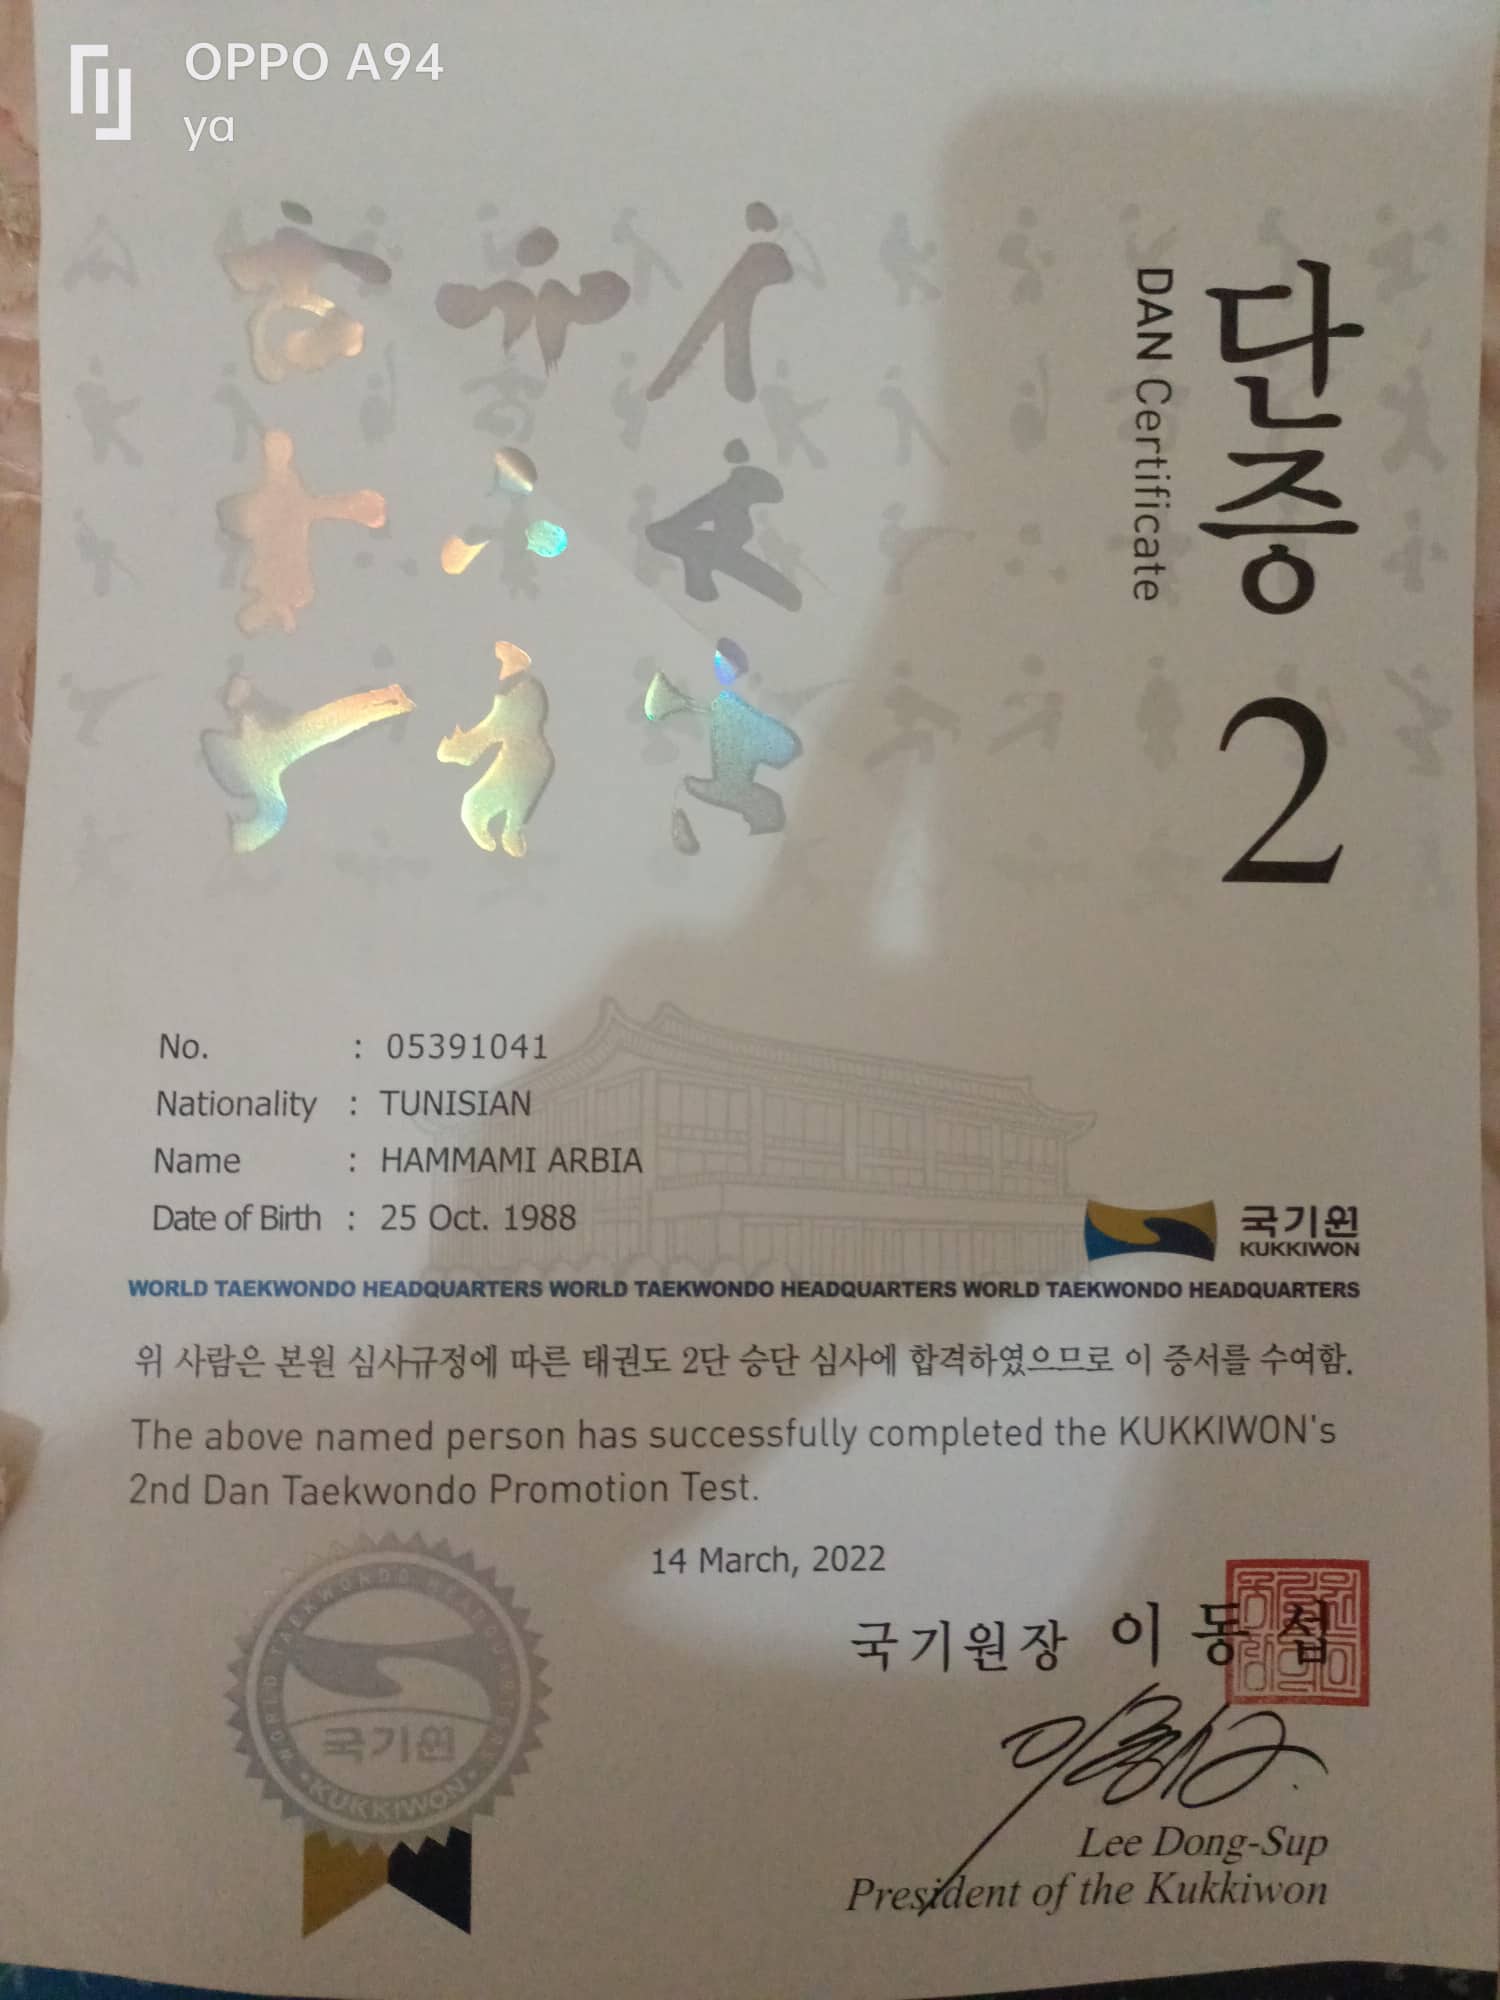 OPPO A94
ya
단증 2
DAN Certificate
No. : 05391041
Nationality : TUNISIAN
Name : HAMMAMI ARBIA
Date of Birth : 25 Oct. 1988
국기원
KUKKIWON
WORLD TAEKWONDO HEADQUARTERS WORLD TAEKWONDO HEADQUARTERS WORLD TAEKWONDO HEADQUARTERS
위 사람은 본원 심사규정에 따른 태권도 2단 승단 심사에 합격하였으므로 이 증서를 수여함.
The above named person has successfully completed the KUKKIWON's
2nd Dan Taekwondo Promotion Test.
14 March, 2022
국기원장 이동섭
Lee Dong-Sup
President of the Kukkiwon
WORLD TAEKWONDO HEADQUARTERS
국기원
KUKKIWON